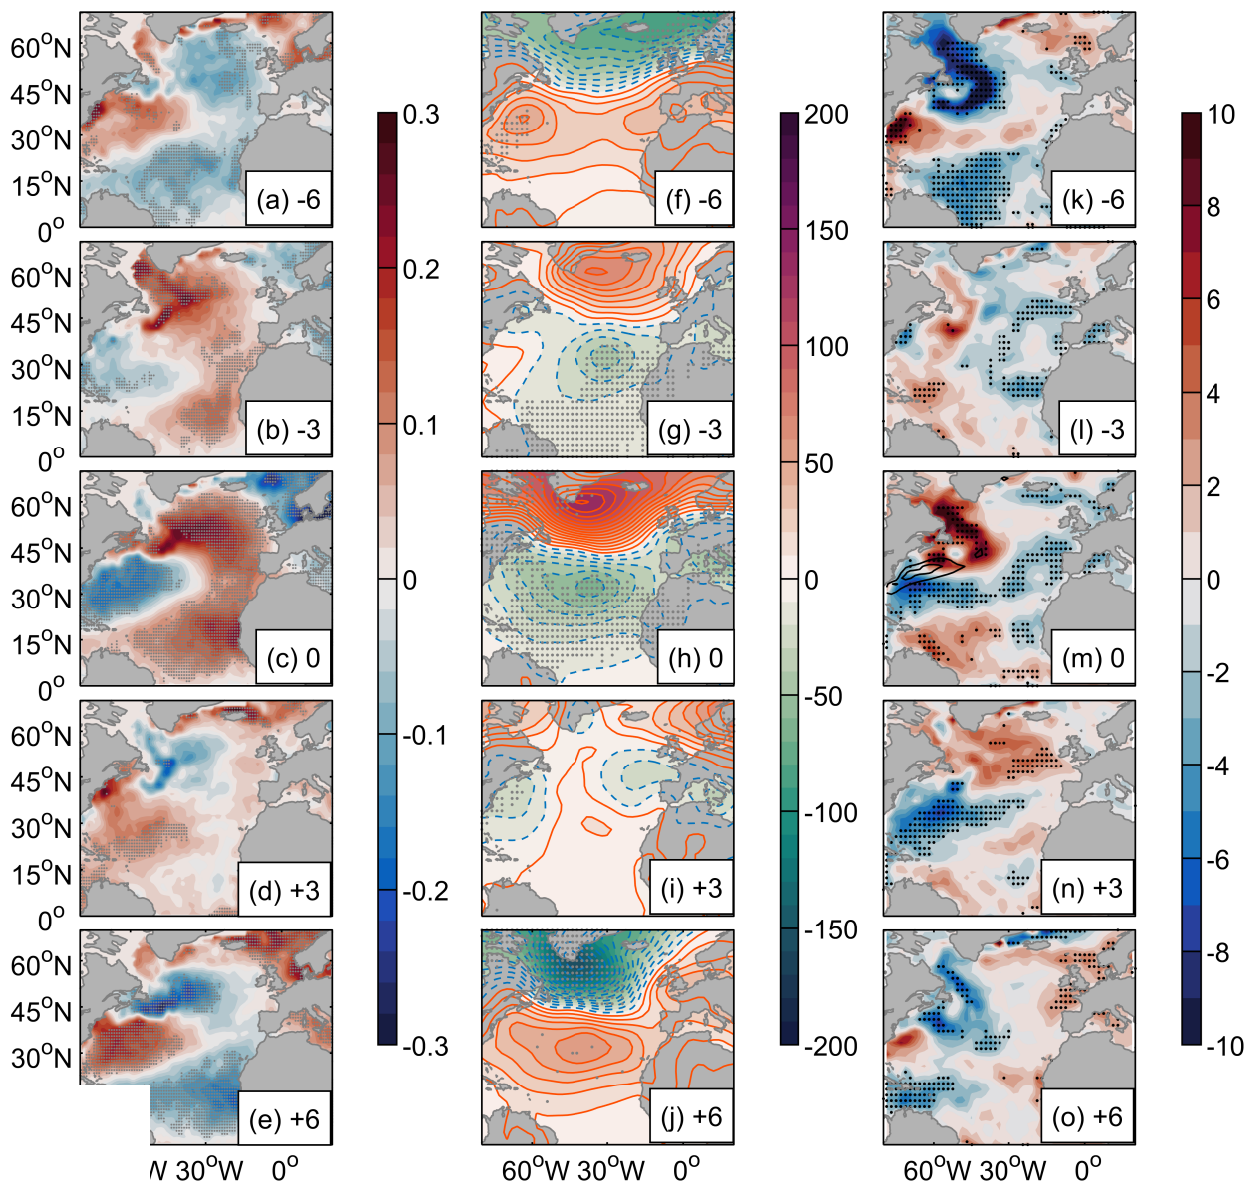 60°N
45°N
30°N
15°N
0°
(a) -6
(f) -6
(k) -6
60°N
45°N
30°N
15°N
0°
(b) -3
(g) -3
(l) -3
60°N
45°N
30°N
15°N
0°
(c) 0
(h) 0
(m) 0
60°N
45°N
30°N
15°N
0°
(d) +3
(i) +3
(n) +3
60°N
45°N
30°N
(e) +6
(j) +6
(o) +6
W 30°W 0°
60°W 30°W 0°
60°W 30°W 0°
0.3
0.2
0.1
0
-0.1
-0.2
-0.3
200
150
100
50
0
-50
-100
-150
-200
10
8
6
4
2
0
-2
-4
-6
-8
-10